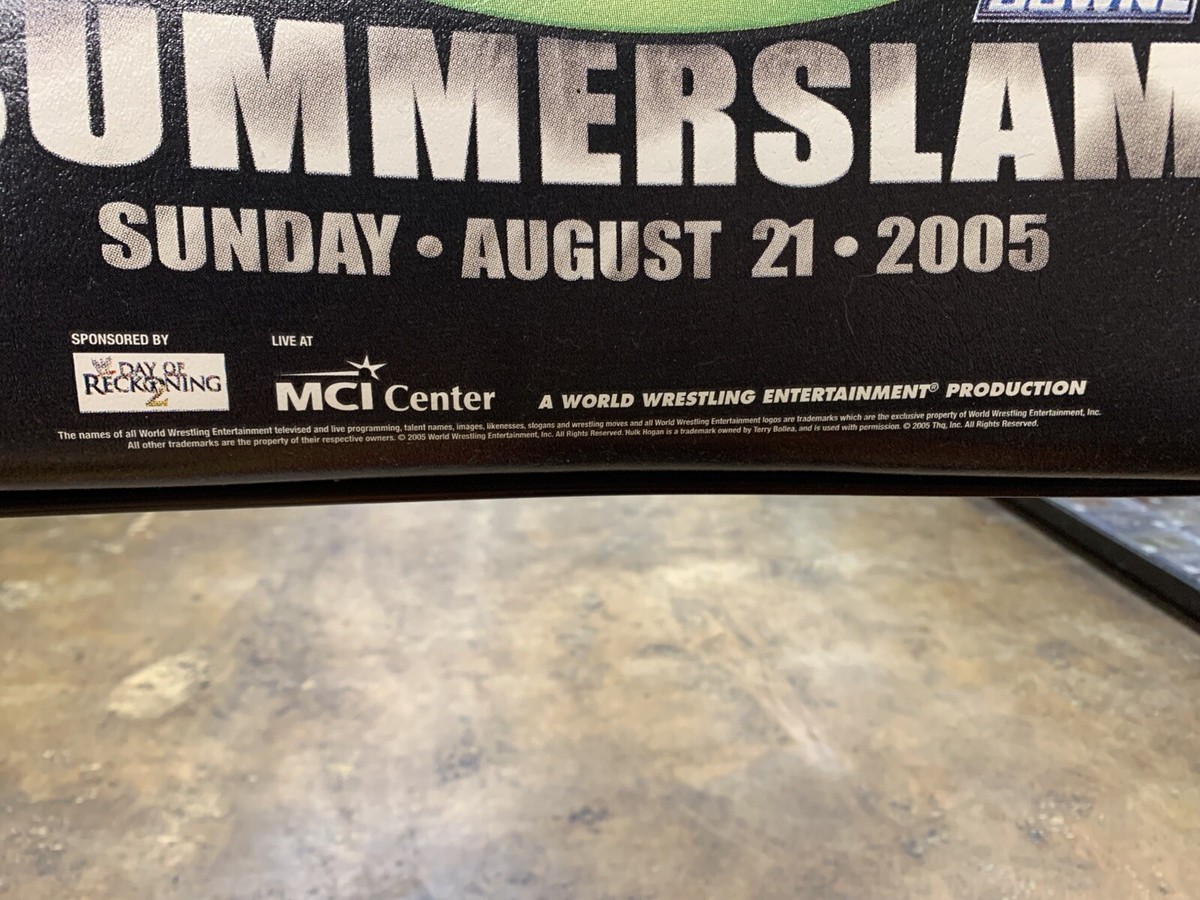 SUMMERSLAM
SUNDAY • AUGUST 21 • 2005
SPONSORED BY
LIVE AT
DAY OF
RECKONING
2
MCI Center
A WORLD WRESTLING ENTERTAINMENT® PRODUCTION
The names of all World Wrestling Entertainment televised and live programming, talent names, images, likenesses, slogans and wrestling moves and all World Wrestling Entertainment logos are trademarks which are the exclusive property of World Wrestling Entertainment, Inc.
All other trademarks are the property of their respective owners. © 2005 World Wrestling Entertainment, Inc. All Rights Reserved. Hulk Hogan is a trademark owned by Terry Bollea, and is used with permission. © 2005 Thq, Inc. All Rights Reserved.